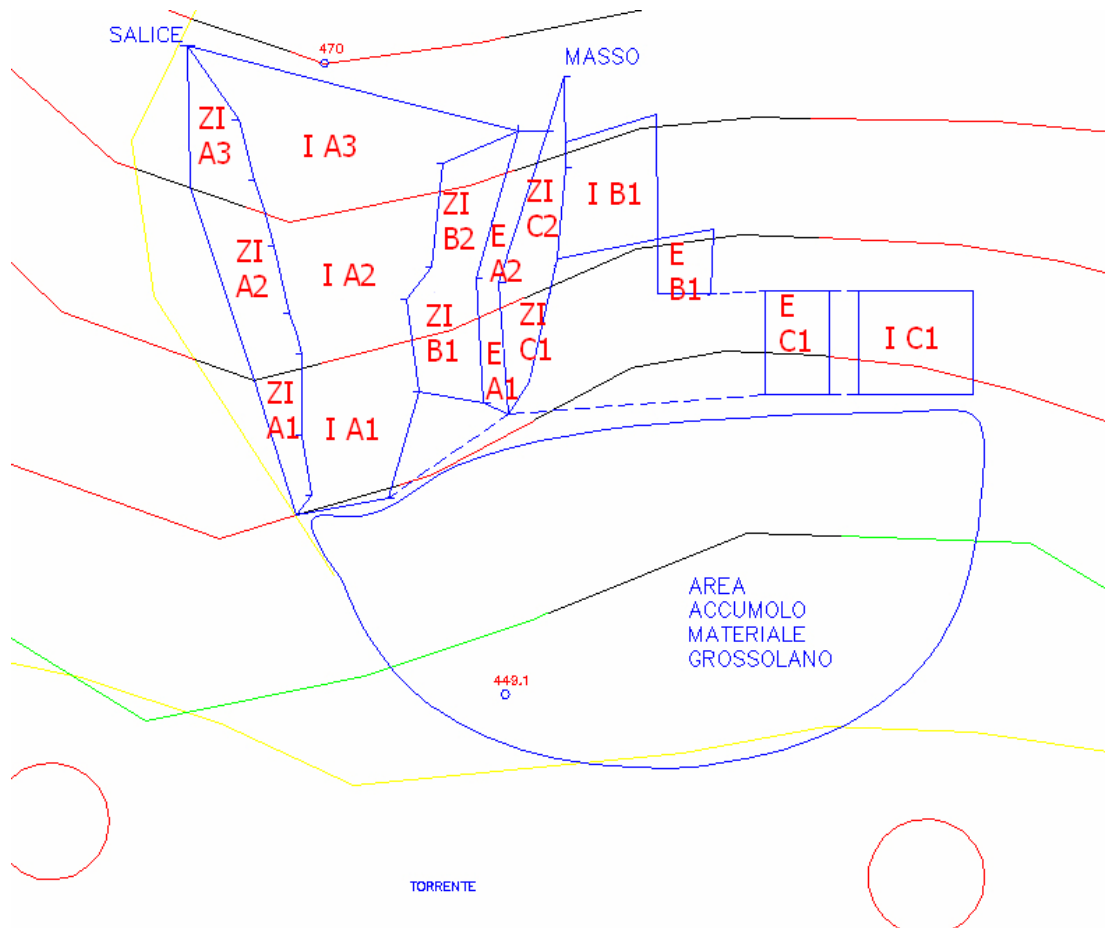 SALICE
470
MASSO
ZI
A3
I A3
ZI
B2
ZI
C2
I B1
E
A2
E
B1
ZI
A2
I A2
ZI
B1
ZI
C1
E
C1
I C1
E
A1
ZI
A1
I A1
AREA
ACCUMOLO
MATERIALE
GROSSOLANO
449.1
TORRENTE